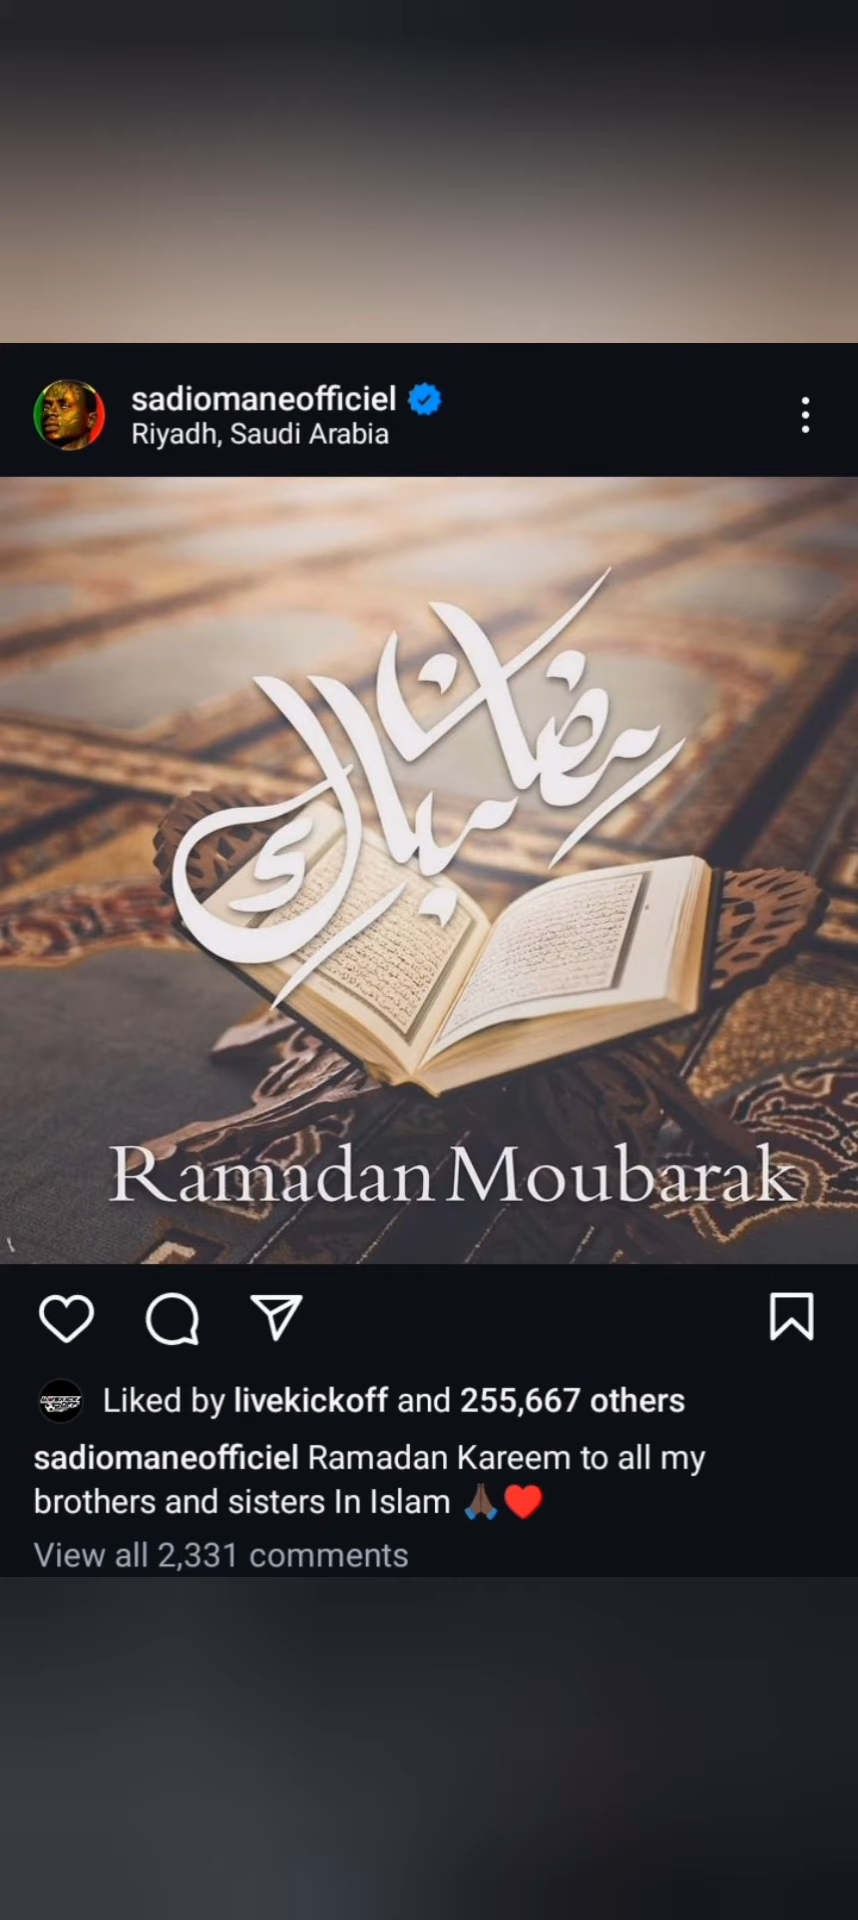 sadiomaneofficiel
Riyadh, Saudi Arabia
رمضان
مبارك
Ramadan Moubarak
Liked by livekickoff and 255,667 others
sadiomaneofficiel Ramadan Kareem to all my
brothers and sisters In Islam 🙏🏿♥️
View all 2,331 comments